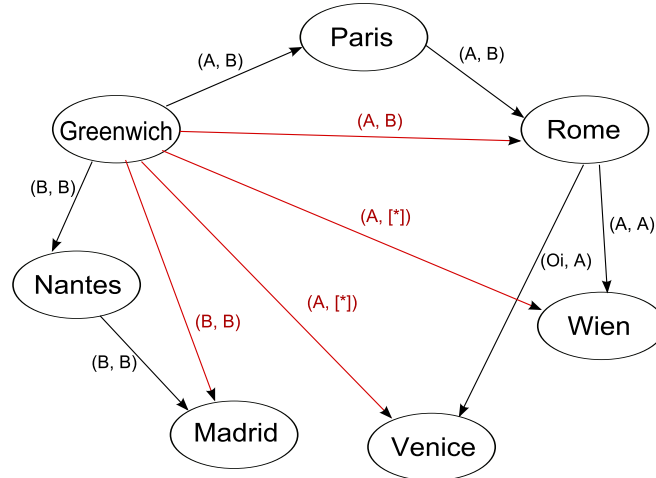 Paris
(A, B)
(A, B)
Greenwich
(A, B)
Rome
(B, B)
(A, [*])
(A, A)
(Oi, A)
Nantes
(A, [*])
(B, B)
Wien
(B, B)
Madrid
Venice